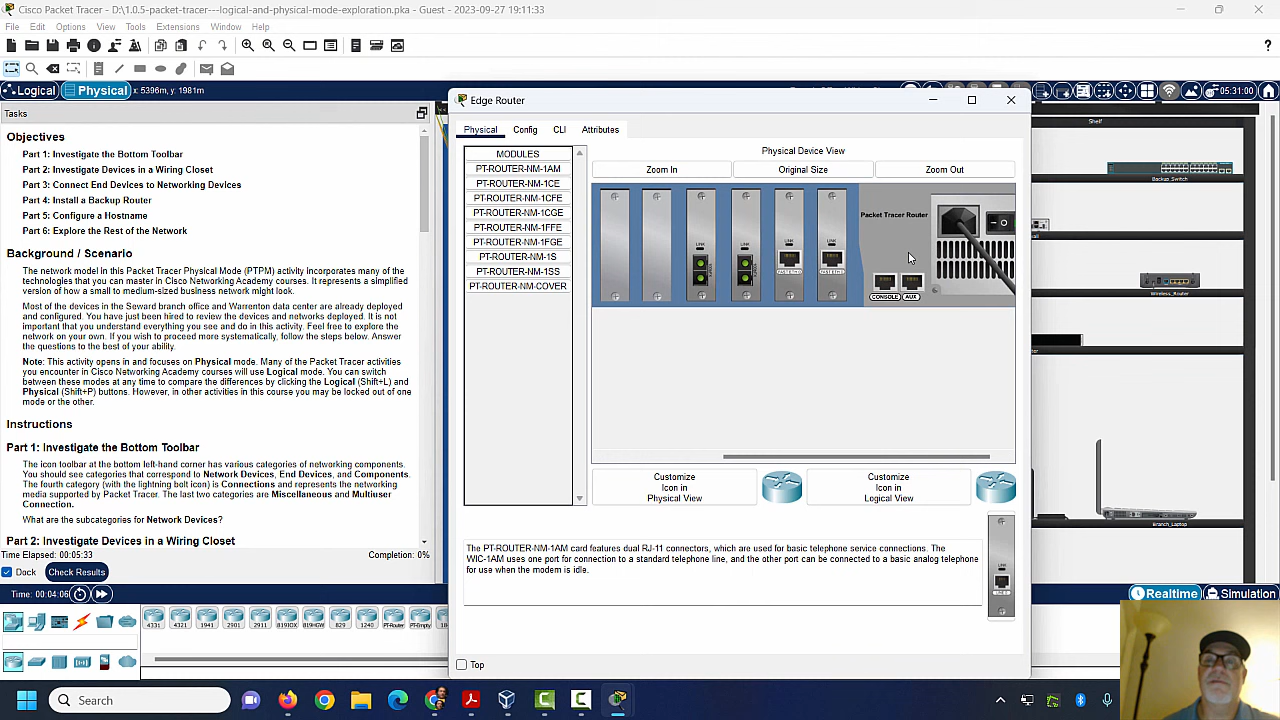 Cisco Packet Tracer - D:\1.0.5-packet-tracer---logical-and-physical-mode-exploration.pka - Guest - 2023-09-27 19:11:33
File Edit Options View Tools Extensions Window Help
Logical Physical x: 5396m, y: 1981m
05:31:00
Tasks
Objectives
Part 1: Investigate the Bottom Toolbar
Part 2: Investigate Devices in a Wiring Closet
Part 3: Connect End Devices to Networking Devices
Part 4: Install a Backup Router
Part 5: Configure a Hostname
Part 6: Explore the Rest of the Network
Background / Scenario
The network model in this Packet Tracer Physical Mode (PTPM) activity incorporates many of the
technologies that you can master in Cisco Networking Academy courses. It represents a simplified
version of how a small to medium-sized business network might look.
Most of the devices in the Seward branch office and Warrenton data center are already deployed
and configured. You have just been hired to review the devices and networks deployed. It is not
important that you understand everything you see and do in this activity. Feel free to explore the
network on your own. If you wish to proceed more systematically, follow the steps below. Answer
the questions to the best of your ability.
Note: This activity opens in and focuses on Physical mode. Many of the Packet Tracer activities
you encounter in Cisco Networking Academy courses will use Logical mode. You can switch
between these modes at any time to compare the differences by clicking the Logical (Shift+L) and
Physical (Shift+P) buttons. However, in other activities in this course you may be locked out of one
mode or the other.
Instructions
Part 1: Investigate the Bottom Toolbar
The icon toolbar at the bottom left-hand corner has various categories of networking components.
You should see categories that correspond to Network Devices, End Devices, and Components.
The fourth category (with the lightning bolt icon) is Connections and represents the networking
media supported by Packet Tracer. The last two categories are Miscellaneous and Multiuser
Connection.
What are the subcategories for Network Devices?
Part 2: Investigate Devices in a Wiring Closet
Time Elapsed: 00:05:33 Completion: 0%
Dock Check Results
Time: 00:04:06
4331 4321 1941 2901 2911 819IOX 819HGW 829 1240 PT-Router PT-Empty
Edge Router
Physical Config CLI Attributes
MODULES
PT-ROUTER-NM-1AM
PT-ROUTER-NM-1CE
PT-ROUTER-NM-1CFE
PT-ROUTER-NM-1CGE
PT-ROUTER-NM-1FFE
PT-ROUTER-NM-1FGE
PT-ROUTER-NM-1S
PT-ROUTER-NM-1SS
PT-ROUTER-NM-COVER
Physical Device View
Zoom In Original Size Zoom Out
Packet Tracer Router
LINK LINK LINK LINK
CONSOLE AUX
Customize
Icon in
Physical View
Customize
Icon in
Logical View
The PT-ROUTER-NM-1AM card features dual RJ-11 connectors, which are used for basic telephone service connections. The
WIC-1AM uses one port for connection to a standard telephone line, and the other port can be connected to a basic analog telephone
for use when the modem is idle.
Top
Shelf
Backup_Switch
Wireless_Router
Branch_Laptop
Realtime Simulation
Search